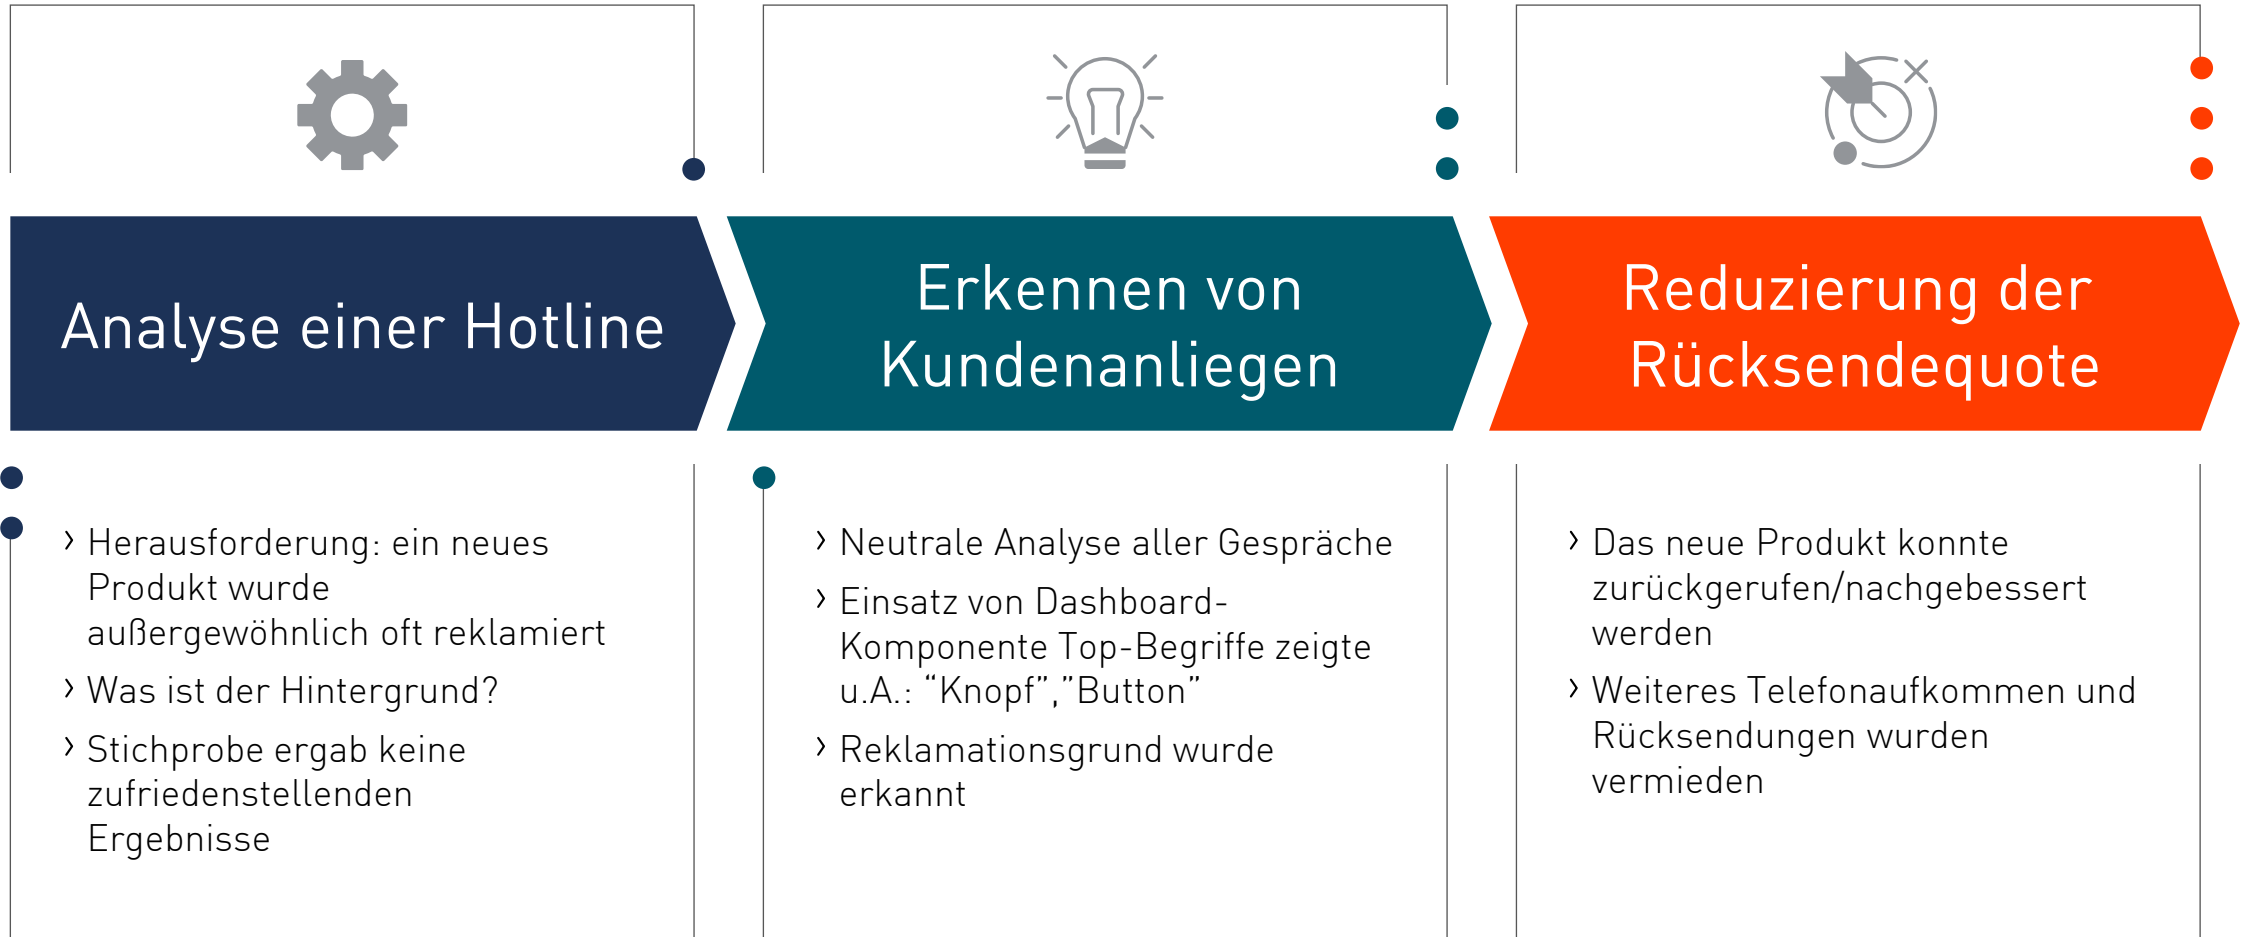 Analyse einer Hotline
Erkennen von
Kundenanliegen
Reduzierung der
Rücksendequote
› Herausforderung: ein neues
Produkt wurde
außergewöhnlich oft reklamiert
› Was ist der Hintergrund?
› Stichprobe ergab keine
zufriedenstellenden
Ergebnisse
› Neutrale Analyse aller Gespräche
› Einsatz von Dashboard-
Komponente Top-Begriffe zeigte
u.A.: “Knopf”,”Button”
› Reklamationsgrund wurde
erkannt
› Das neue Produkt konnte
zurückgerufen/nachgebessert
werden
› Weiteres Telefonaufkommen und
Rücksendungen wurden
vermieden